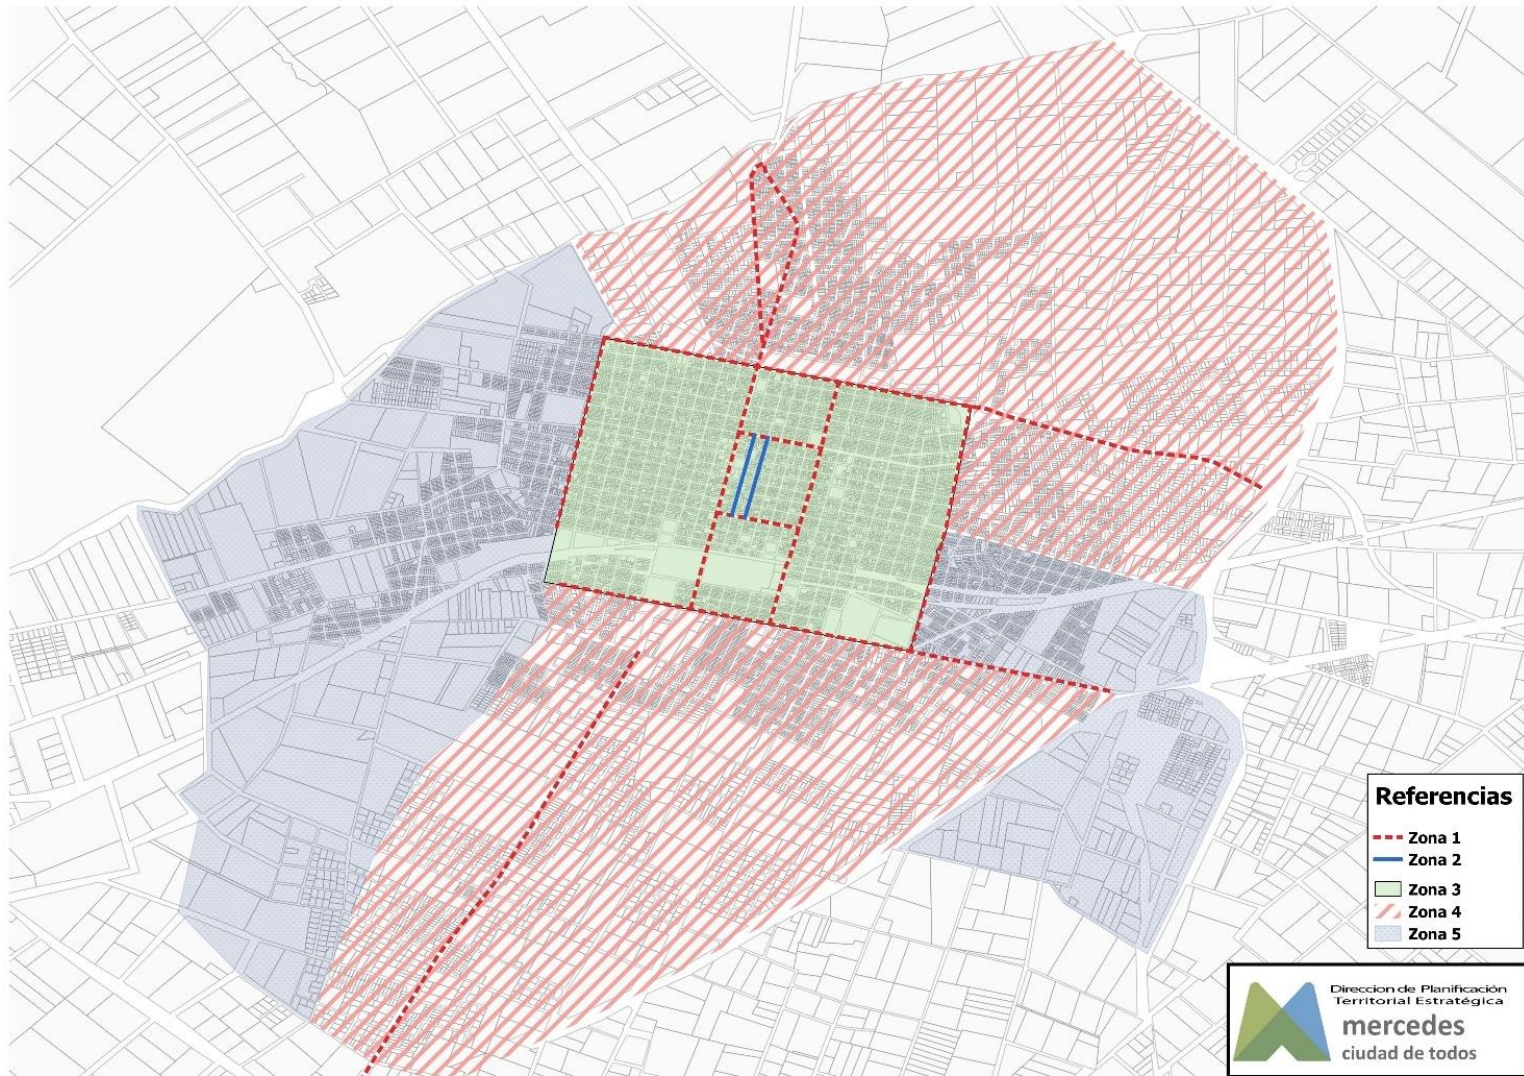 Referencias
Zona 1
Zona 2
Zona 3
Zona 4
Zona 5
Direccion de Planificación
Territorial Estratégica
mercedes
ciudad de todos